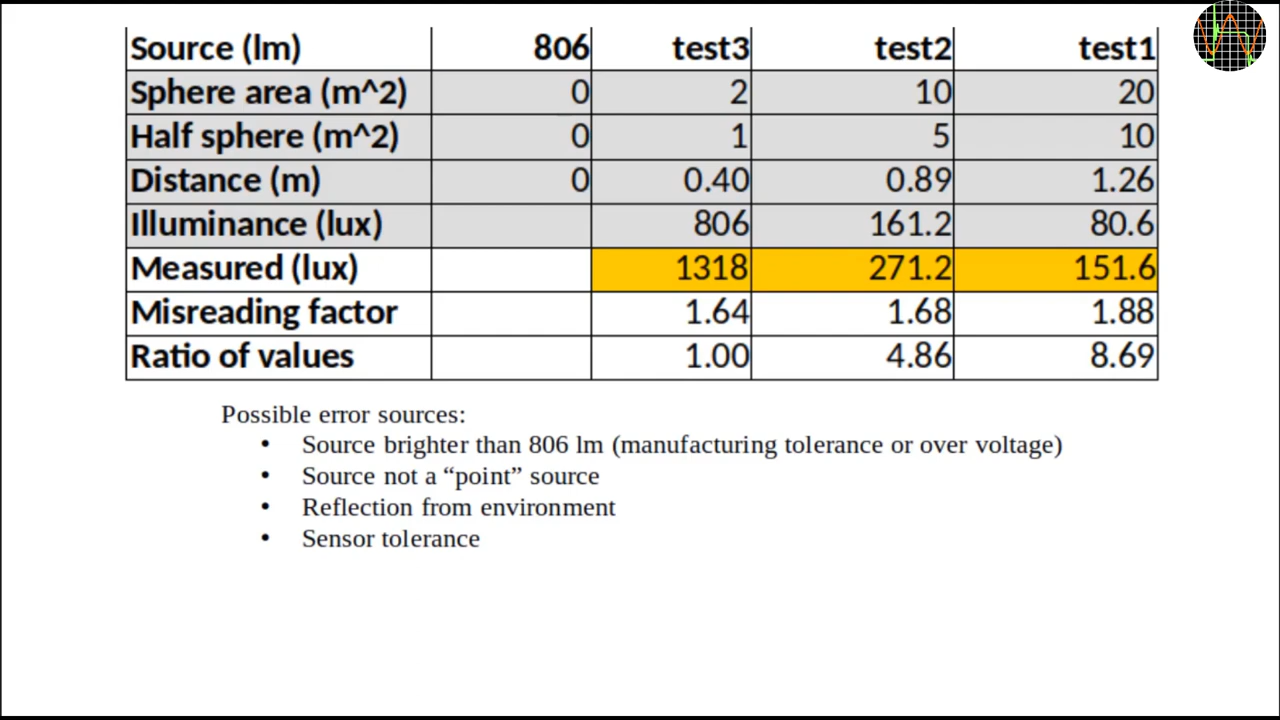 Source (lm) 806 test3 test2 test1
Sphere area (m^2) 0 2 10 20
Half sphere (m^2) 0 1 5 10
Distance (m) 0 0.40 0.89 1.26
Illuminance (lux) 806 161.2 80.6
Measured (lux) 1318 271.2 151.6
Misreading factor 1.64 1.68 1.88
Ratio of values 1.00 4.86 8.69
Possible error sources:
• Source brighter than 806 lm (manufacturing tolerance or over voltage)
• Source not a “point” source
• Reflection from environment
• Sensor tolerance